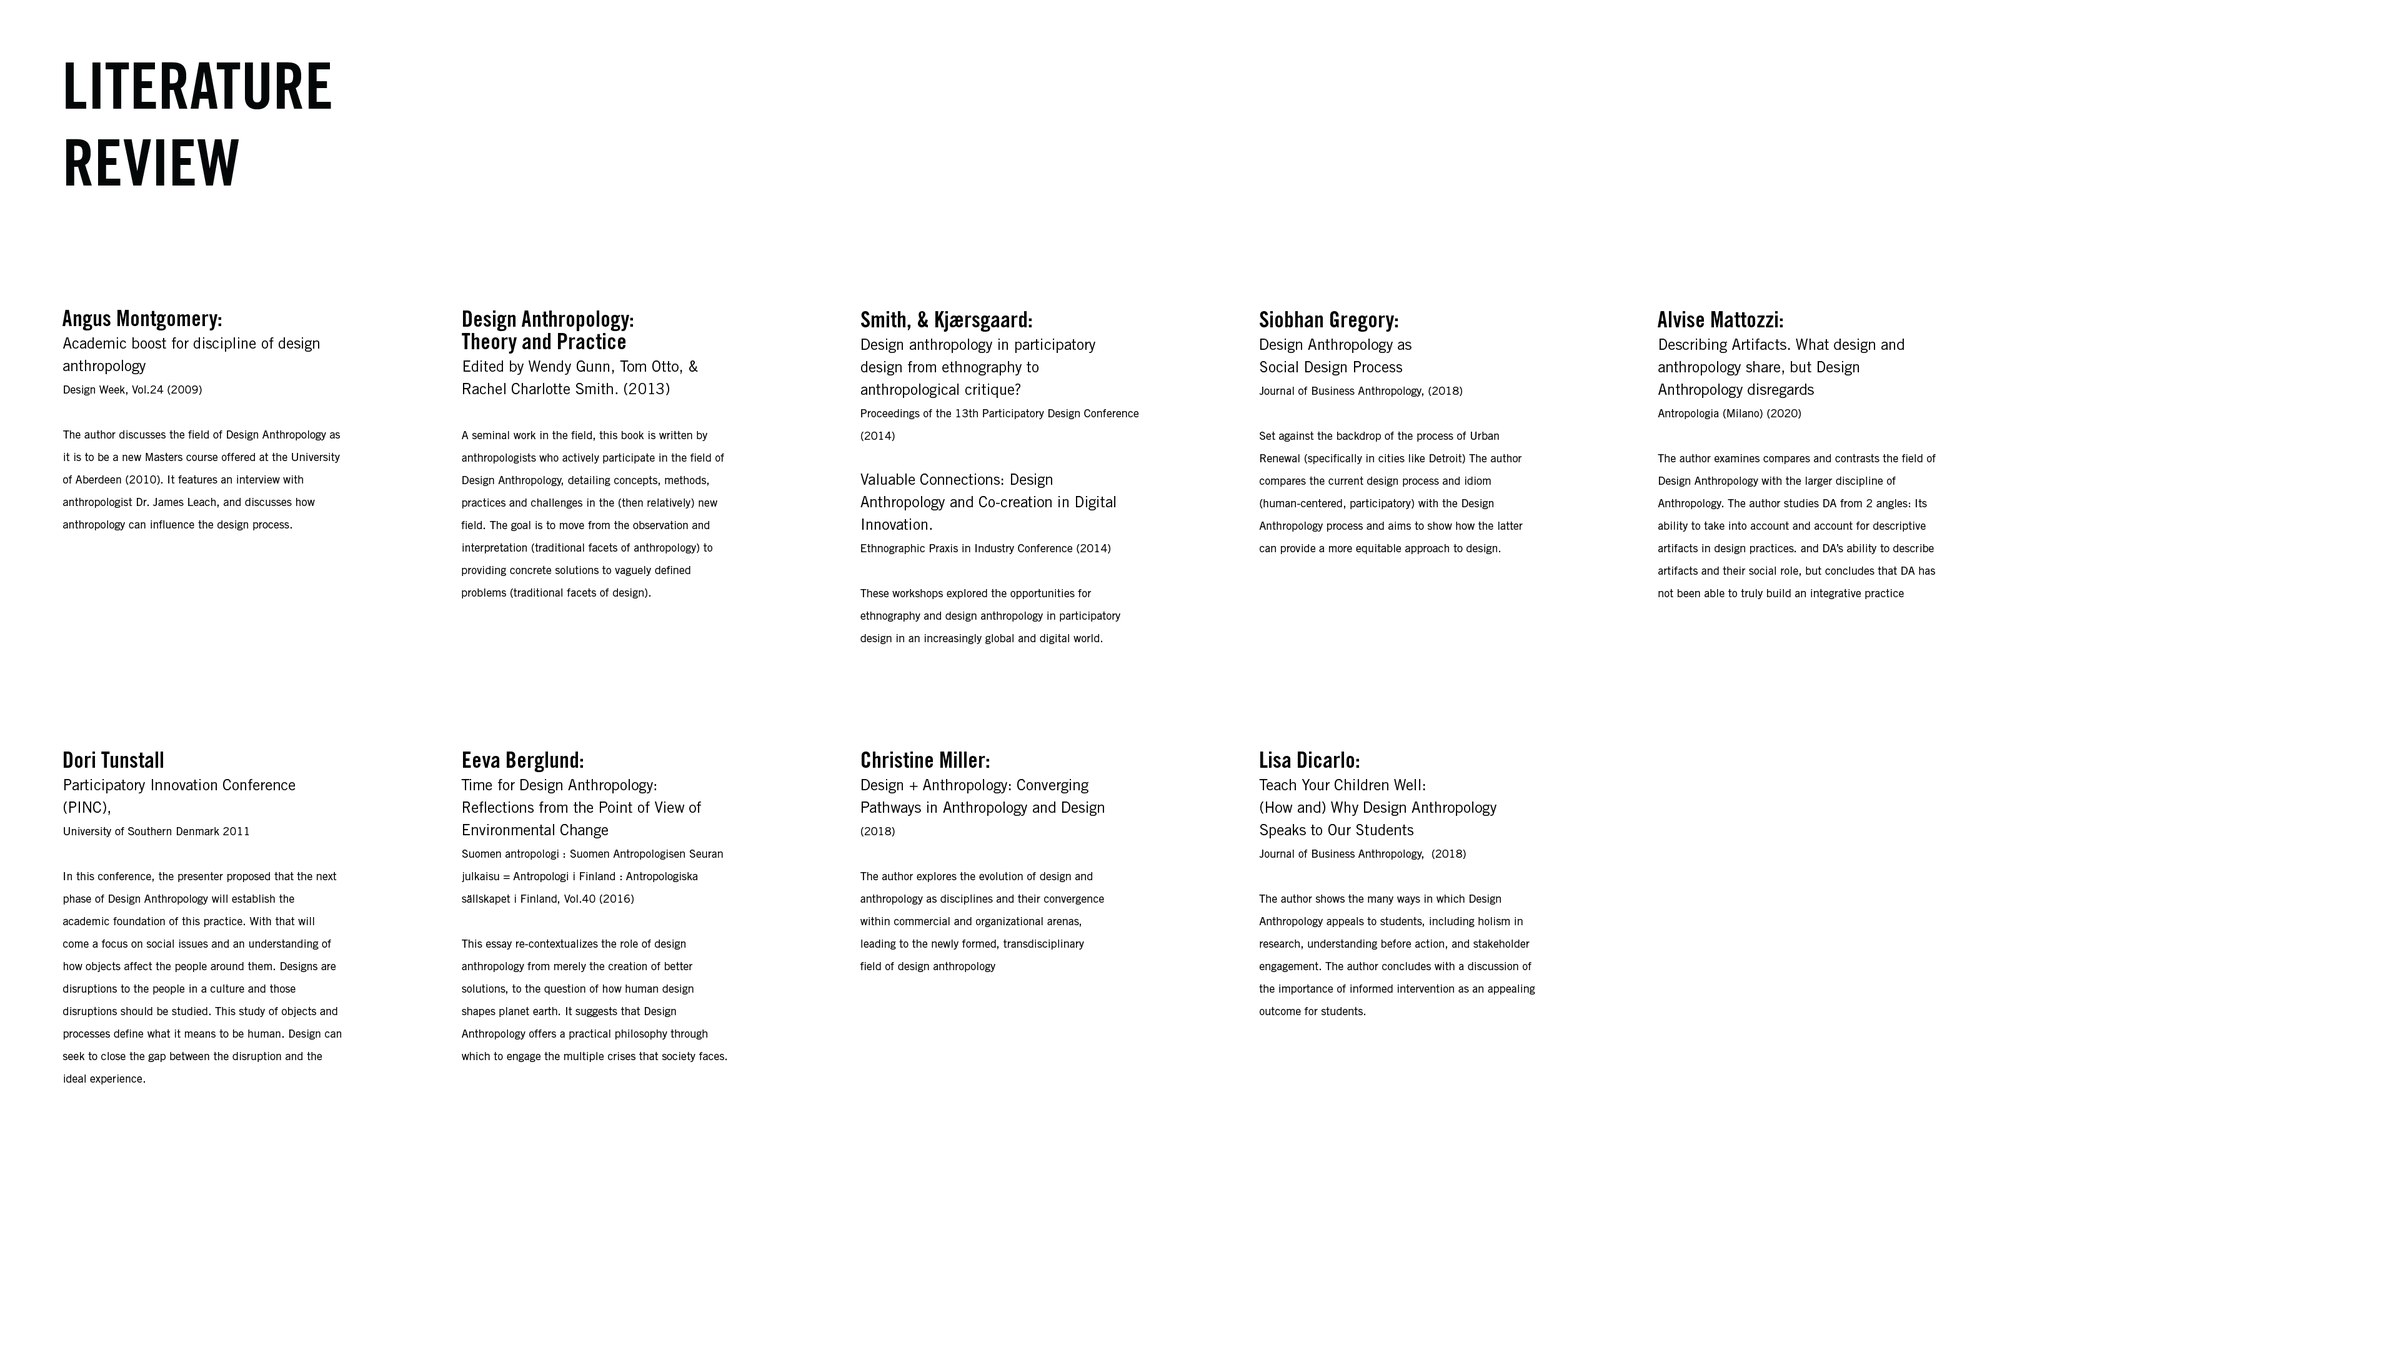 LITERATURE
REVIEW
Angus Montgomery:
Academic boost for discipline of design
anthropology
Design Week, Vol.24 (2009)
The author discusses the field of Design Anthropology as
it is to be a new Masters course offered at the University
of Aberdeen (2010). It features an interview with
anthropologist Dr. James Leach, and discusses how
anthropology can influence the design process.
Design Anthropology:
Theory and Practice
Edited by Wendy Gunn, Tom Otto, &
Rachel Charlotte Smith. (2013)
A seminal work in the field, this book is written by
anthropologists who actively participate in the field of
Design Anthropology, detailing concepts, methods,
practices and challenges in the (then relatively) new
field. The goal is to move from the observation and
interpretation (traditional facets of anthropology) to
providing concrete solutions to vaguely defined
problems (traditional facets of design).
Smith, & Kjærsgaard:
Design anthropology in participatory
design from ethnography to
anthropological critique?
Proceedings of the 13th Participatory Design Conference
(2014)
Valuable Connections: Design
Anthropology and Co-creation in Digital
Innovation.
Ethnographic Praxis in Industry Conference (2014)
These workshops explored the opportunities for
ethnography and design anthropology in participatory
design in an increasingly global and digital world.
Siobhan Gregory:
Design Anthropology as
Social Design Process
Journal of Business Anthropology, (2018)
Set against the backdrop of the process of Urban
Renewal (specifically in cities like Detroit) The author
compares the current design process and idiom
(human-centered, participatory) with the Design
Anthropology process and aims to show how the latter
can provide a more equitable approach to design.
Alvise Mattozzi:
Describing Artifacts. What design and
anthropology share, but Design
Anthropology disregards
Antropologia (Milano) (2020)
The author examines compares and contrasts the field of
Design Anthropology with the larger discipline of
Anthropology. The author studies DA from 2 angles: Its
ability to take into account and account for descriptive
artifacts in design practices. and DA's ability to describe
artifacts and their social role, but concludes that DA has
not been able to truly build an integrative practice
Dori Tunstall
Participatory Innovation Conference
(PINC),
University of Southern Denmark 2011
In this conference, the presenter proposed that the next
phase of Design Anthropology will establish the
academic foundation of this practice. With that will
come a focus on social issues and an understanding of
how objects affect the people around them. Designs are
disruptions to the people in a culture and those
disruptions should be studied. This study of objects and
processes define what it means to be human. Design can
seek to close the gap between the disruption and the
ideal experience.
Eeva Berglund:
Time for Design Anthropology:
Reflections from the Point of View of
Environmental Change
Suomen antropologi : Suomen Antropologisen Seuran
julkaisu = Antropologi i Finland : Antropologiska
sällskapet i Finland, Vol.40 (2016)
This essay re-contextualizes the role of design
anthropology from merely the creation of better
solutions, to the question of how human design
shapes planet earth. It suggests that Design
Anthropology offers a practical philosophy through
which to engage the multiple crises that society faces.
Christine Miller:
Design + Anthropology: Converging
Pathways in Anthropology and Design
(2018)
The author explores the evolution of design and
anthropology as disciplines and their convergence
within commercial and organizational arenas,
leading to the newly formed, transdisciplinary
field of design anthropology
Lisa Dicarlo:
Teach Your Children Well:
(How and) Why Design Anthropology
Speaks to Our Students
Journal of Business Anthropology,  (2018)
The author shows the many ways in which Design
Anthropology appeals to students, including holism in
research, understanding before action, and stakeholder
engagement. The author concludes with a discussion of
the importance of informed intervention as an appealing
outcome for students.